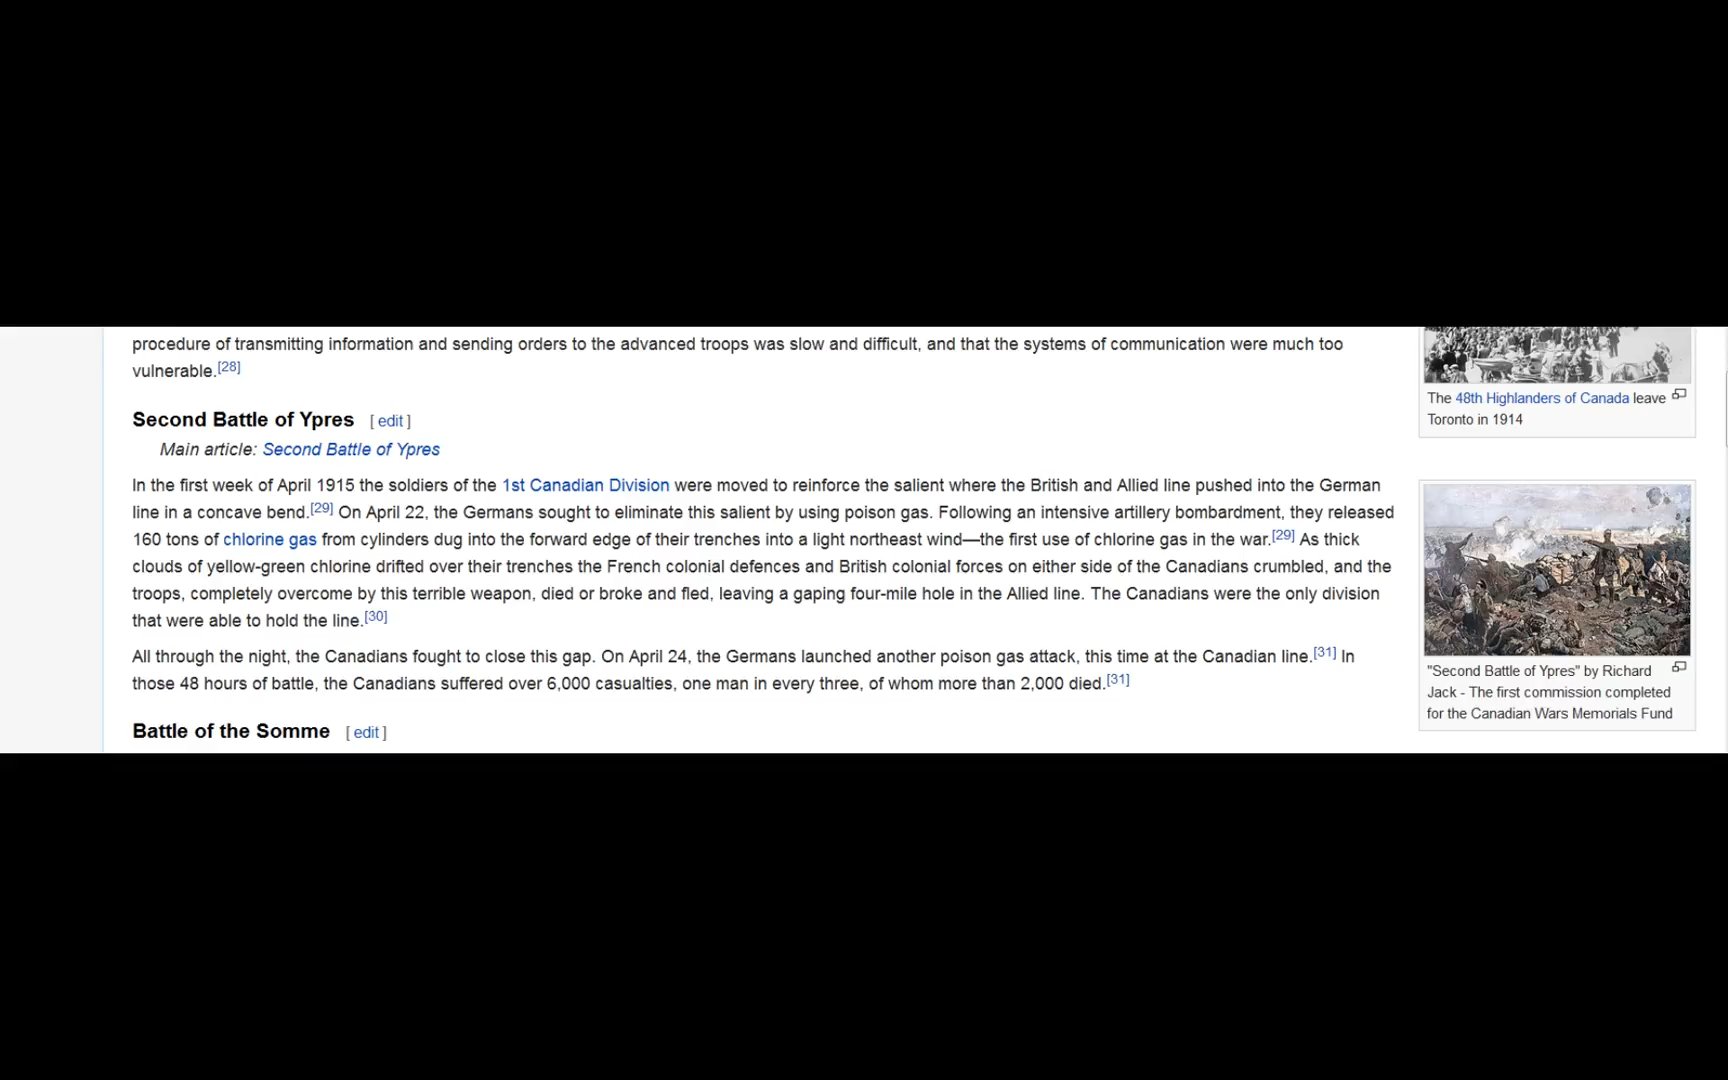 procedure of transmitting information and sending orders to the advanced troops was slow and difficult, and that the systems of communication were much too
vulnerable.[28]
Second Battle of Ypres [ edit ]
Main article: Second Battle of Ypres
In the first week of April 1915 the soldiers of the 1st Canadian Division were moved to reinforce the salient where the British and Allied line pushed into the German
line in a concave bend.[29] On April 22, the Germans sought to eliminate this salient by using poison gas. Following an intensive artillery bombardment, they released
160 tons of chlorine gas from cylinders dug into the forward edge of their trenches into a light northeast wind—the first use of chlorine gas in the war.[29] As thick
clouds of yellow-green chlorine drifted over their trenches the French colonial defences and British colonial forces on either side of the Canadians crumbled, and the
troops, completely overcome by this terrible weapon, died or broke and fled, leaving a gaping four-mile hole in the Allied line. The Canadians were the only division
that were able to hold the line.[30]
All through the night, the Canadians fought to close this gap. On April 24, the Germans launched another poison gas attack, this time at the Canadian line.[31] In
those 48 hours of battle, the Canadians suffered over 6,000 casualties, one man in every three, of whom more than 2,000 died.[31]
Battle of the Somme [ edit ]
The 48th Highlanders of Canada leave
Toronto in 1914
"Second Battle of Ypres" by Richard
Jack - The first commission completed
for the Canadian Wars Memorials Fund